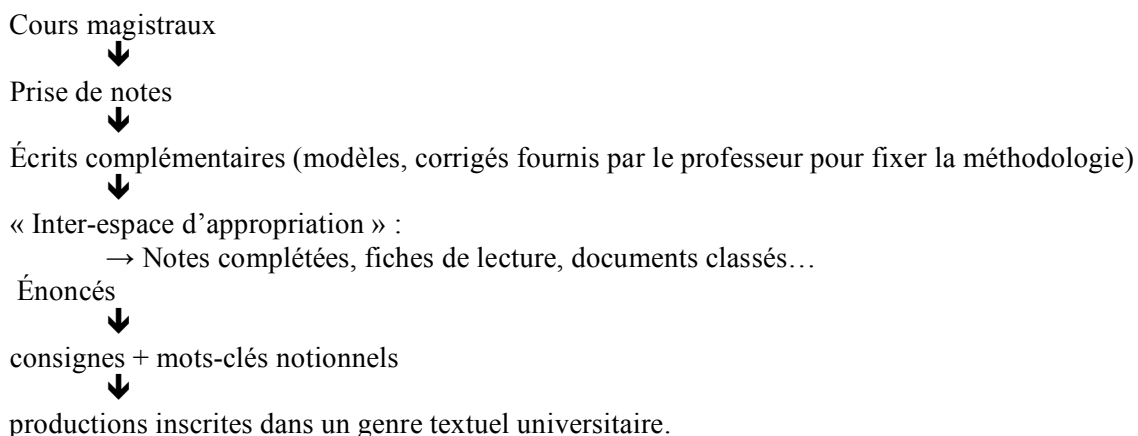 Cours magistraux
🡻
Prise de notes
🡻
Écrits complémentaires (modèles, corrigés fournis par le professeur pour fixer la méthodologie)
🡻
« Inter-espace d’appropriation » :
→ Notes complétées, fiches de lecture, documents classés…
Énoncés
🡻
consignes + mots-clés notionnels
🡻
productions inscrites dans un genre textuel universitaire.